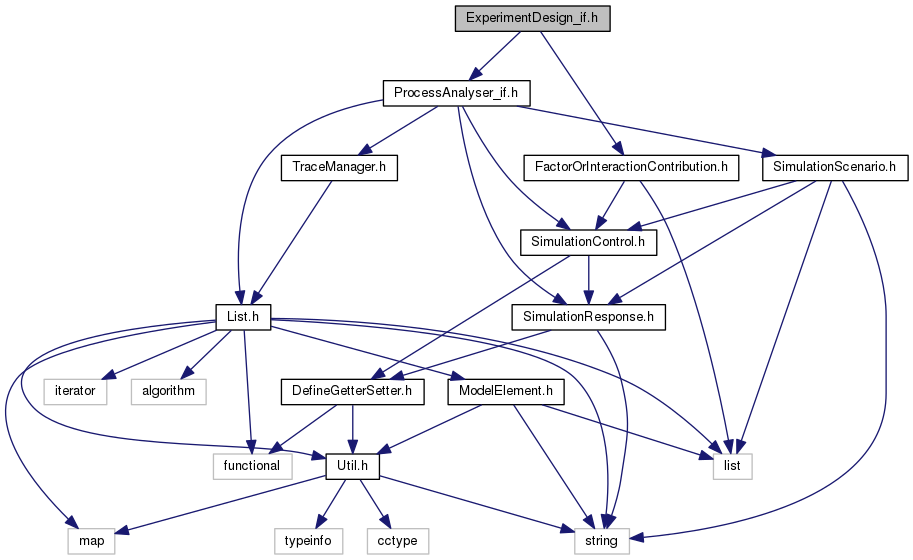 ExperimentDesign_if.h
ProcessAnalyser_if.h
TraceManager.h
FactorOrInteractionContribution.h
SimulationScenario.h
SimulationControl.h
List.h
SimulationResponse.h
iterator
algorithm
DefineGetterSetter.h
ModelElement.h
functional
Util.h
list
map
typeinfo
cctype
string